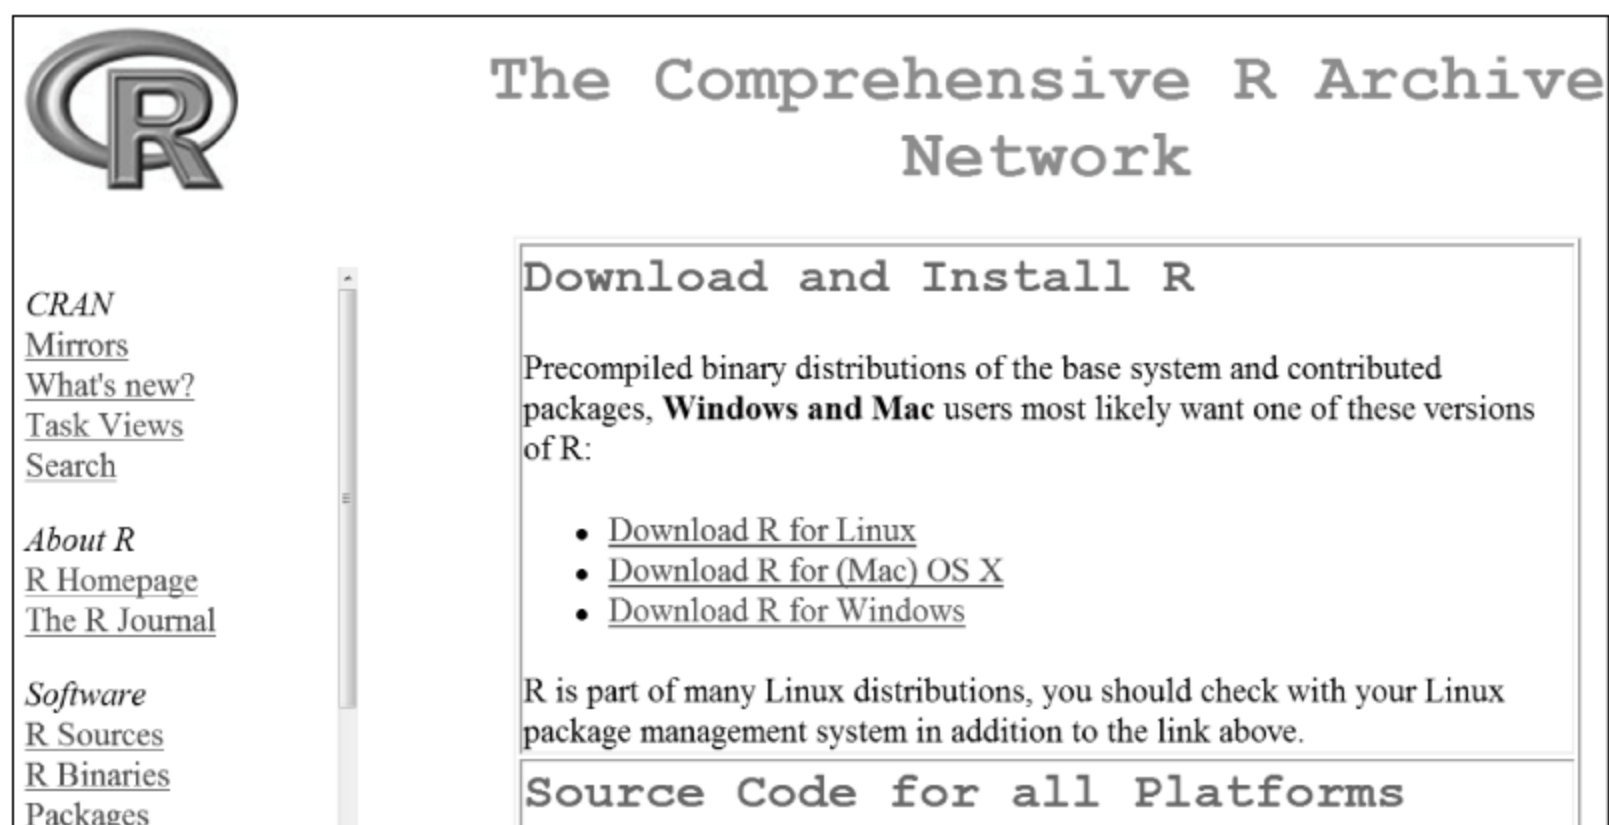 R
The Comprehensive R Archive
Network
CRAN
Mirrors
What's new?
Task Views
Search
About R
R Homepage
The R Journal
Software
R Sources
R Binaries
Packages
Download and Install R
Precompiled binary distributions of the base system and contributed
packages, Windows and Mac users most likely want one of these versions
of R:
• Download R for Linux
• Download R for (Mac) OS X
• Download R for Windows
R is part of many Linux distributions, you should check with your Linux
package management system in addition to the link above.
Source Code for all Platforms